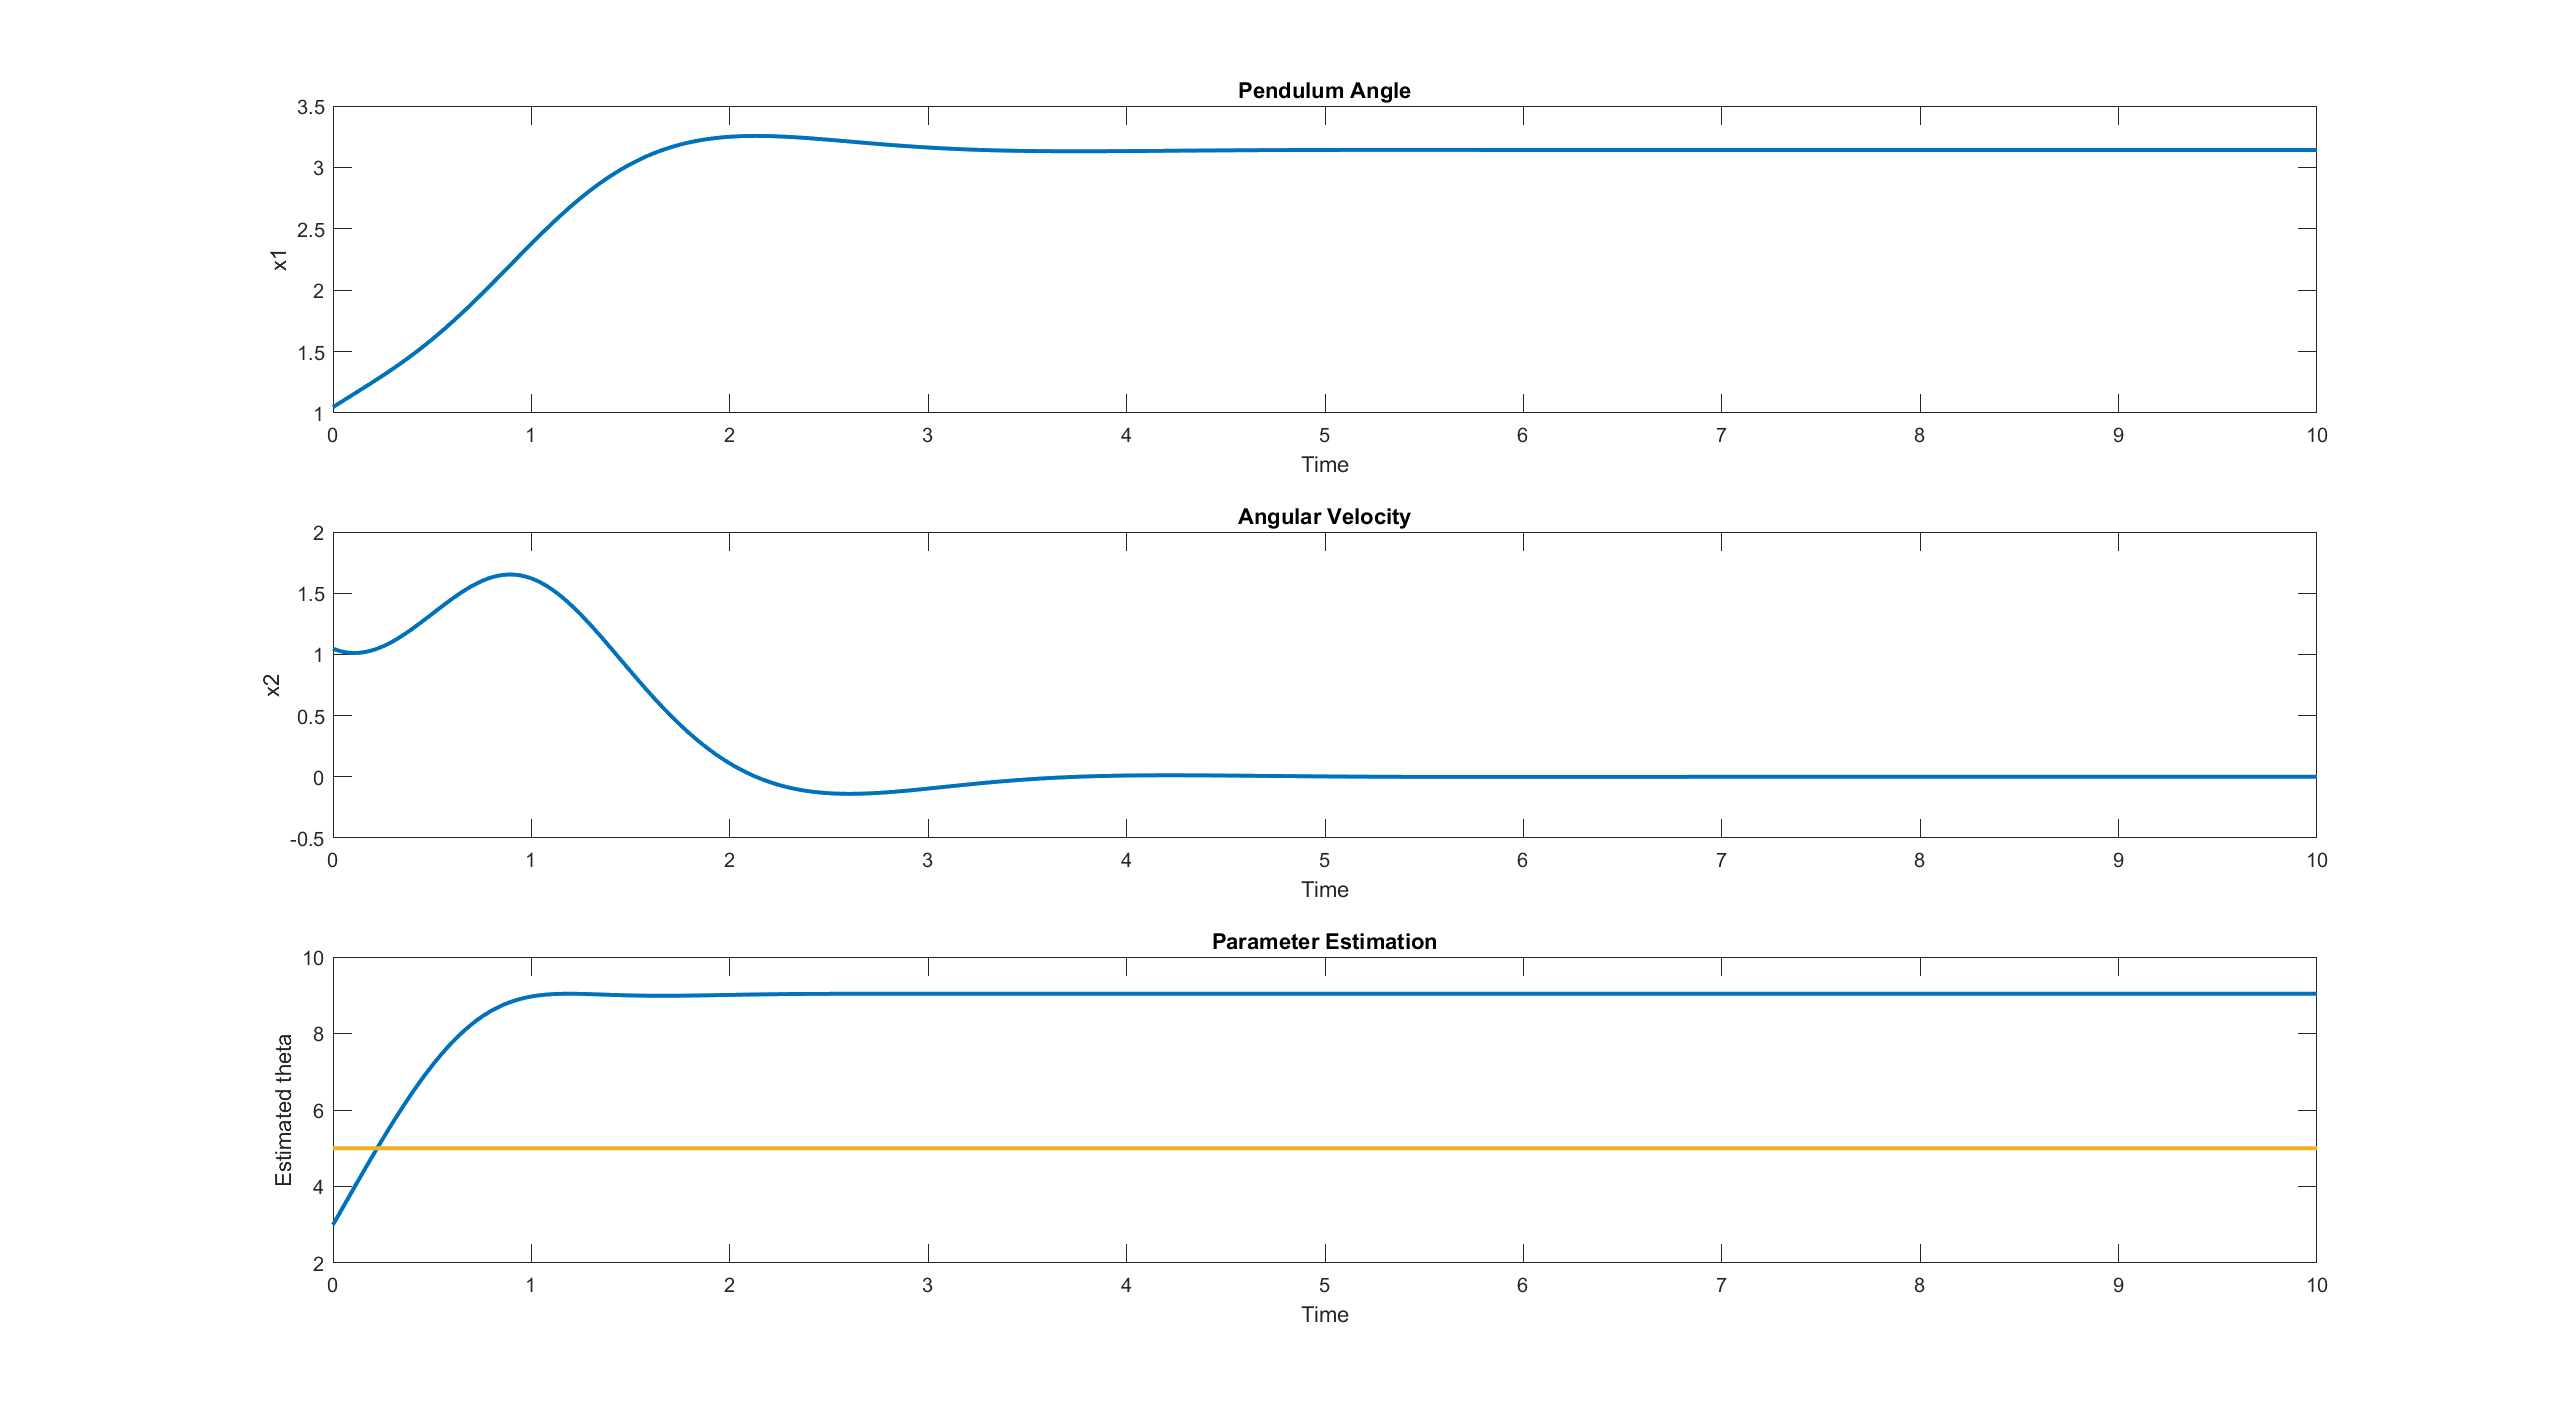 Pendulum Angle
3.5
3
2.5
2
1.5
1
x1
0 1 2 3 4 5 6 7 8 9 10
Time
Angular Velocity
2
1.5
1
0.5
0
-0.5
x2
0 1 2 3 4 5 6 7 8 9 10
Time
Parameter Estimation
10
8
6
4
2
Estimated theta
0 1 2 3 4 5 6 7 8 9 10
Time